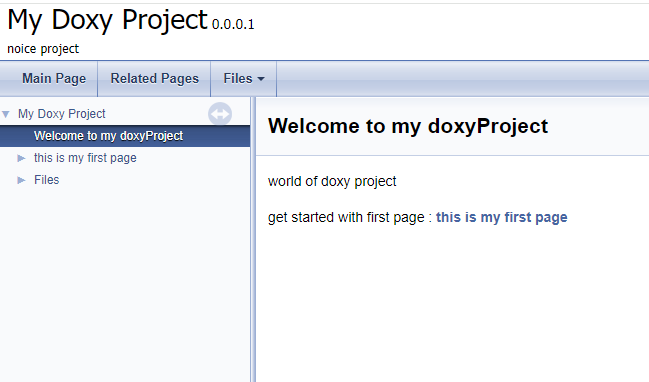 My Doxy Project 0.0.0.1
noice project
Main Page Related Pages Files
My Doxy Project
Welcome to my doxyProject
this is my first page
Files
Welcome to my doxyProject
world of doxy project
get started with first page : this is my first page